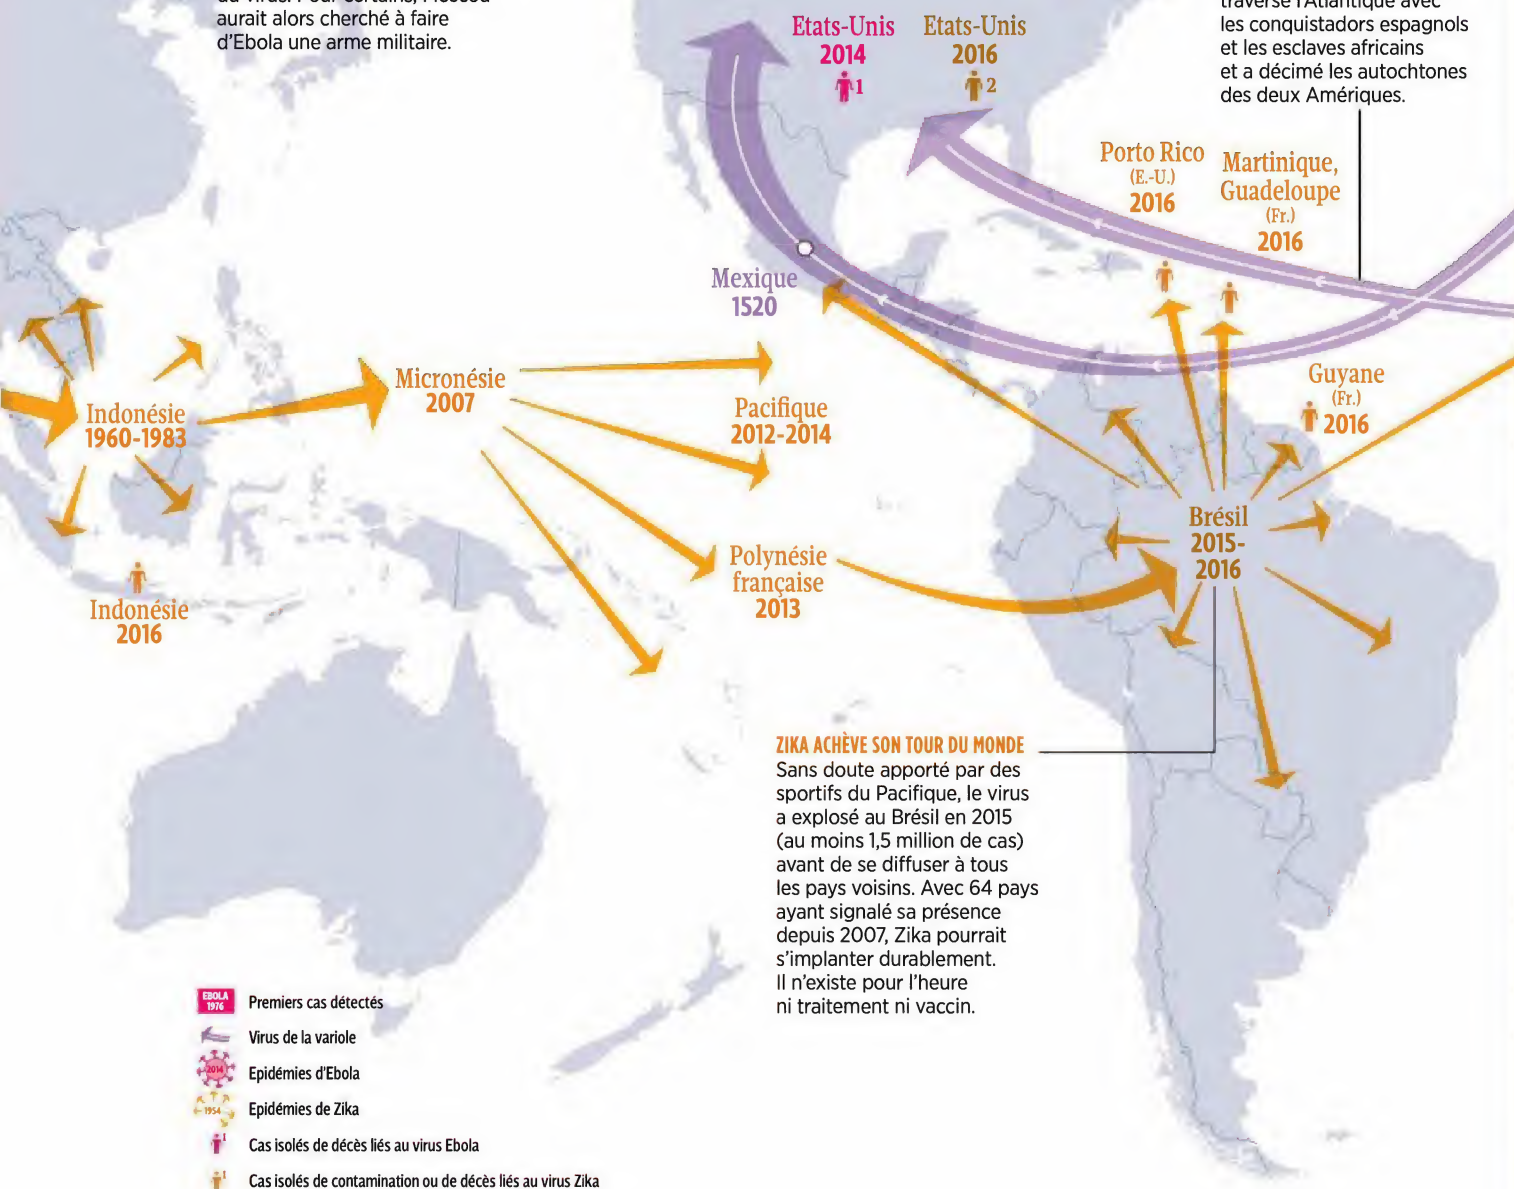 aurait alors cherché à faire
d'Ebola une arme militaire.
Etats-Unis
2014
1
Etats-Unis
2016
2
traversé l'Atlantique avec
les conquistadors espagnols
et les esclaves africains
et a décimé les autochtones
des deux Amériques.
Porto Rico
(E.-U.)
2016
Martinique,
Guadeloupe
(Fr.)
2016
Mexique
1520
Guyane
(Fr.)
2016
Indonésie
1960-1983
Micronésie
2007
Pacifique
2012-2014
Brésil
2015-
2016
Polynésie
française
2013
Indonésie
2016
ZIKA ACHÈVE SON TOUR DU MONDE
Sans doute apporté par des
sportifs du Pacifique, le virus
a explosé au Brésil en 2015
(au moins 1,5 million de cas)
avant de se diffuser à tous
les pays voisins. Avec 64 pays
ayant signalé sa présence
depuis 2007, Zika pourrait
s'implanter durablement.
Il n'existe pour l'heure
ni traitement ni vaccin.
EBOLA
1976
Premiers cas détectés
Virus de la variole
2014
Epidémies d'Ebola
1954
Epidémies de Zika
1
Cas isolés de décès liés au virus Ebola
1
Cas isolés de contamination ou de décès liés au virus Zika